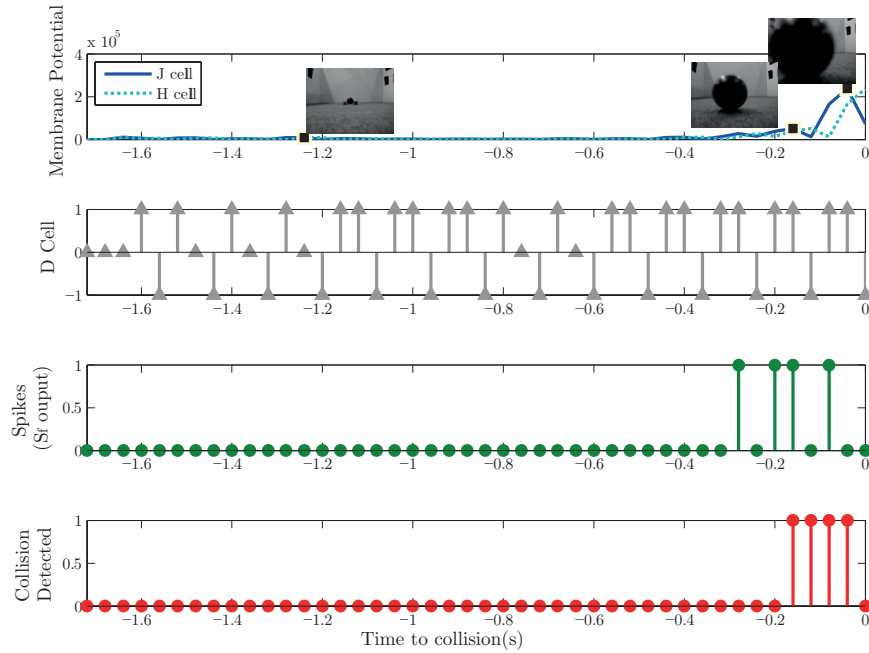 x 10⁵
Membrane Potential
4
2
0
J cell
H cell
−1.6 −1.4 −1.2 −1 −0.8 −0.6 −0.4 −0.2 0
D Cell
1
0
−1
−1.6 −1.4 −1.2 −1 −0.8 −0.6 −0.4 −0.2 0
Spikes
(Sf ouput)
1
0.5
0
−1.6 −1.4 −1.2 −1 −0.8 −0.6 −0.4 −0.2 0
Collision
Detected
1
0.5
0
−1.6 −1.4 −1.2 −1 −0.8 −0.6 −0.4 −0.2 0
Time to collision(s)